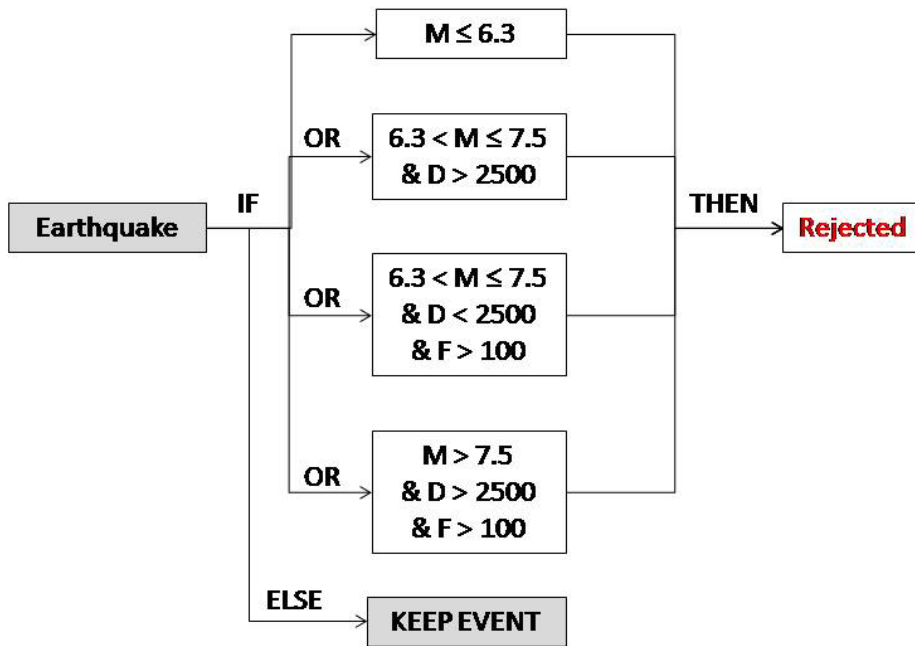 M ≤ 6.3
OR
6.3 < M ≤ 7.5
& D > 2500
IF
THEN
Earthquake
Rejected
OR
6.3 < M ≤ 7.5
& D < 2500
& F > 100
OR
M > 7.5
& D > 2500
& F > 100
ELSE
KEEP EVENT